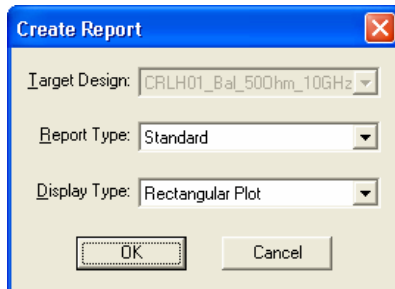 Create Report
Target Design: CRLH01_Bal_50Ohm_10GHz
Report Type: Standard
Display Type: Rectangular Plot
OK Cancel